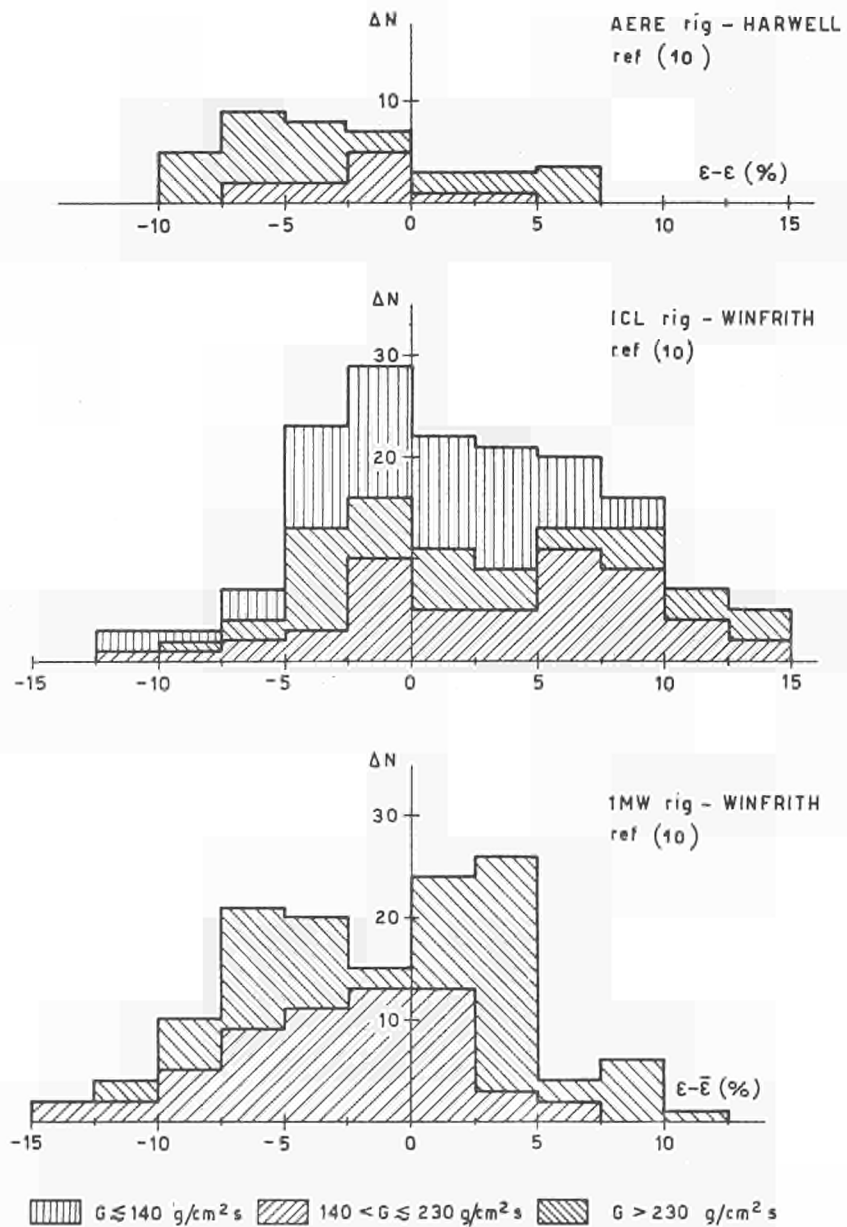 ΔN
AERE rig – HARWELL
ref (10)
10
ε-ε (%)
-10 -5 0 5 10 15
ΔN
ICL rig – WINFRITH
ref (10)
30
20
-15 -10 -5 0 5 10 15
ΔN
1MW rig – WINFRITH
ref (10)
30
20
10
ε-ε̄ (%)
-15 -10 -5 0 5 10 15
G ≲ 140 g/cm² s 140 < G ≲ 230 g/cm² s G > 230 g/cm² s